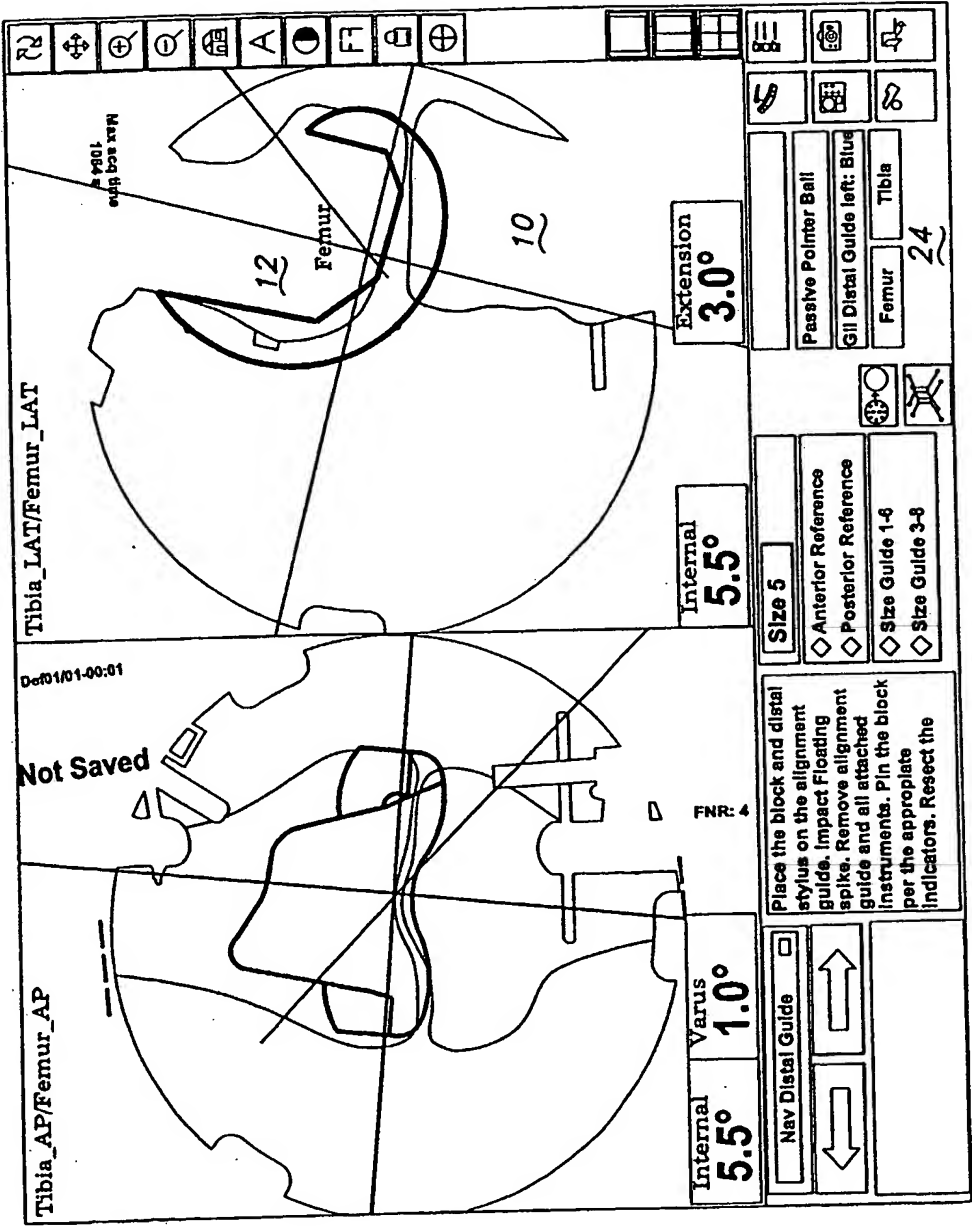 Tibia_AP/Femur_AP
Def01/01-00:01
Not Saved
FNR: 4
Internal
5.5°
Varus
1.0°
Tibia_LAT/Femur_LAT
Max acq time
1064 s
12
Femur
10
Internal
5.5°
Extension
3.0°
A
Nav Distal Guide
Place the block and distal
stylus on the alignment
guide. Impact Floating
spike. Remove alignment
guide and all attached
instruments. Pin the block
per the appropiate
indicators. Resect the
Size 5
Anterior Reference
Posterior Reference
Size Guide 1-6
Size Guide 3-8
Passive Pointer Ball
GII Distal Guide left: Blue
Femur
Tibia
24